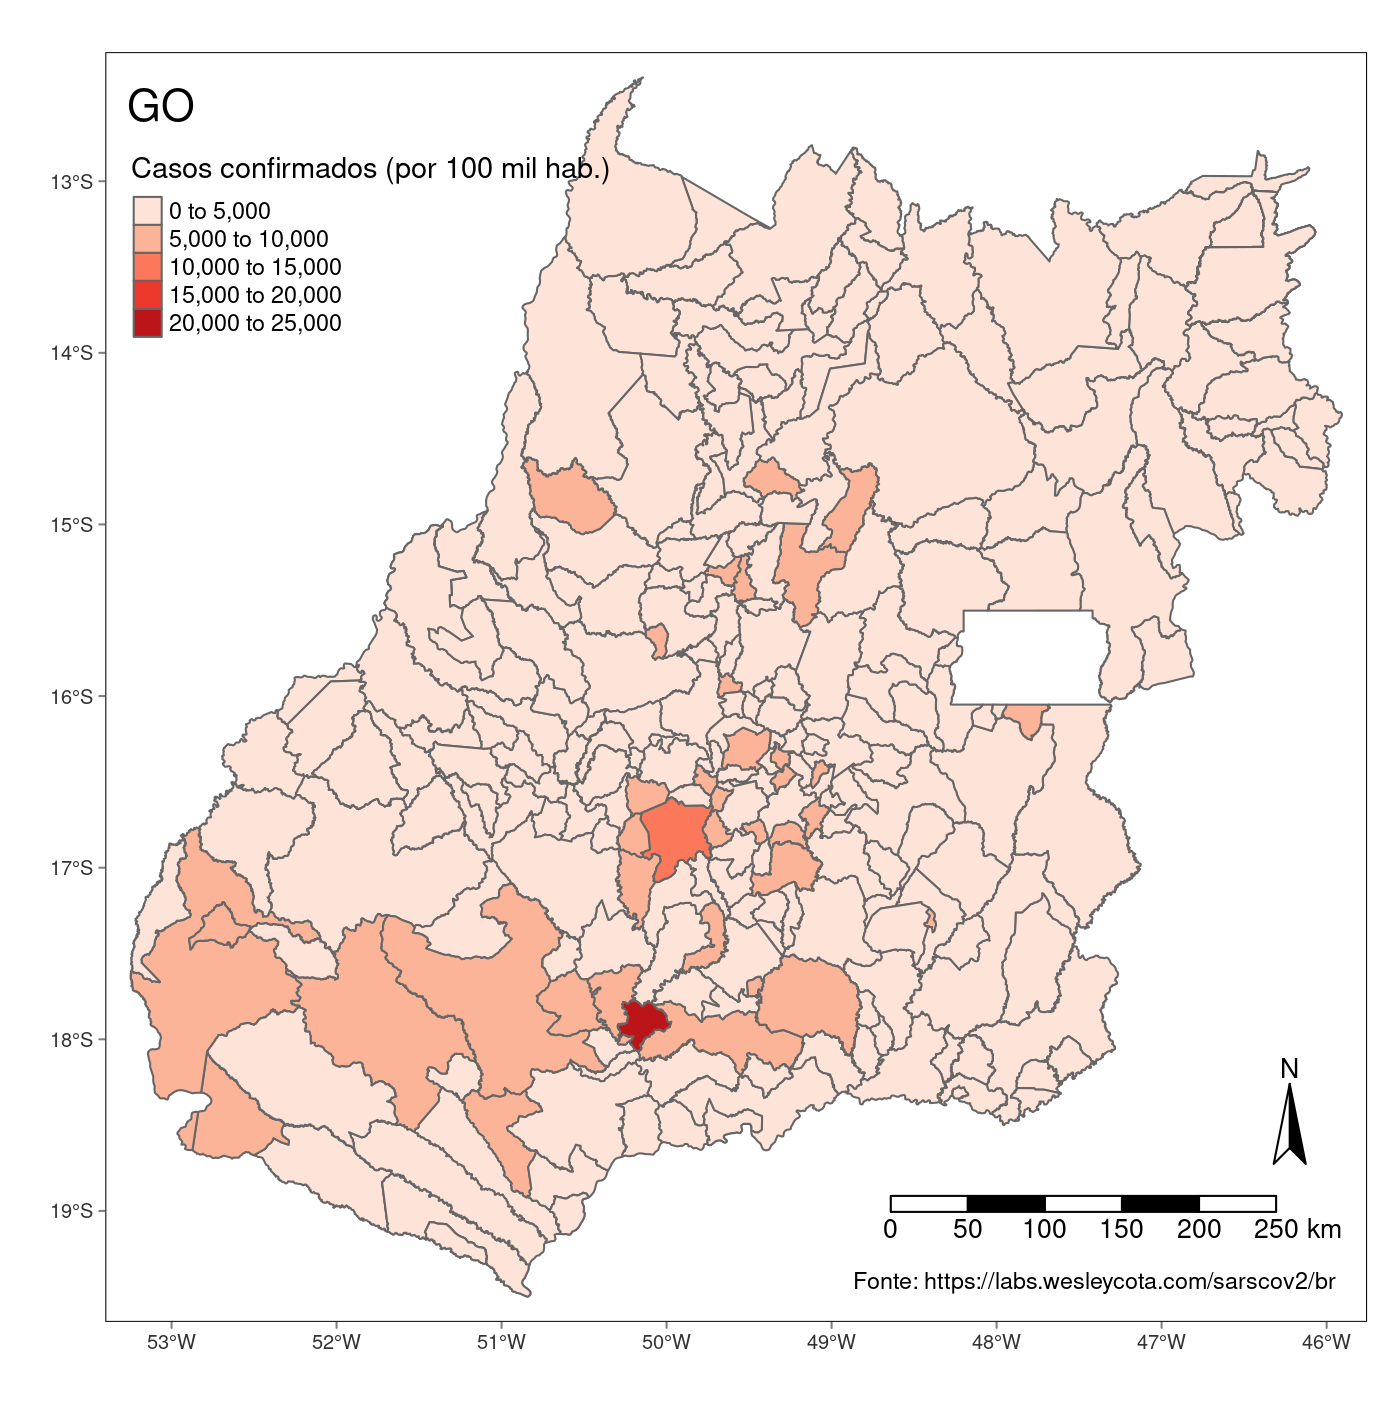 GO
Casos confirmados (por 100 mil hab.)
0 to 5,000
5,000 to 10,000
10,000 to 15,000
15,000 to 20,000
20,000 to 25,000
13°S
14°S
15°S
16°S
17°S
18°S
19°S
N
0 50 100 150 200 250 km
Fonte: https://labs.wesleycota.com/sarscov2/br
53°W 52°W 51°W 50°W 49°W 48°W 47°W 46°W